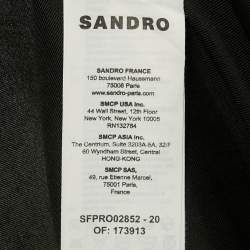 SANDRO
SANDRO FRANCE
150 boulevard Haussmann
75008 Paris
sandro-paris.com
SMCP USA Inc.
44 Wall Street, 12th Floor
New York, New York 10005
RN132784
SMCP ASIA Inc.
The Centrium, Suite 3203A-5A, 32/F
60 Wyndham Street, Central
HONG-KONG
SMCP SAS,
49, rue Etienne Marcel,
75001 Paris,
France
SFPRO02852 - 20
OF: 173913